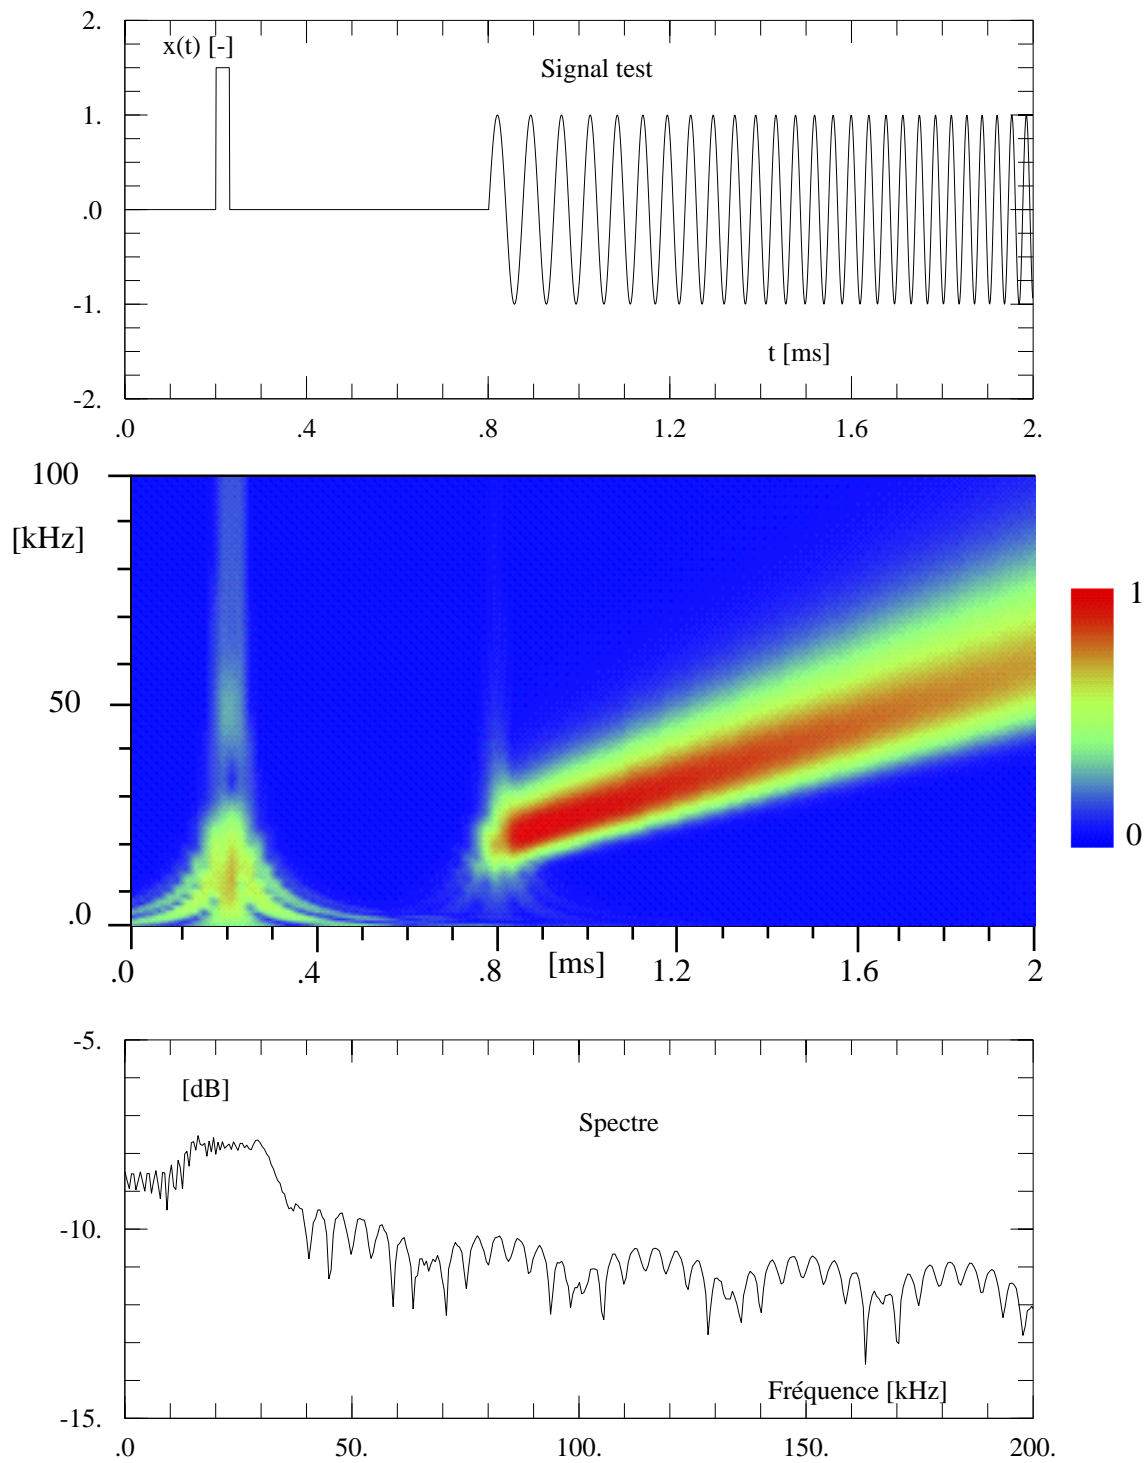 2.
x(t) [-]
Signal test
1.
.0
-1.
t [ms]
-2.
.0 .4 .8 1.2 1.6 2.
100
[kHz]
50
.0
1
0
.0 .4 .8 [ms] 1.2 1.6 2
-5.
[dB]
Spectre
-10.
Fréquence [kHz]
-15.
.0 50. 100. 150. 200.